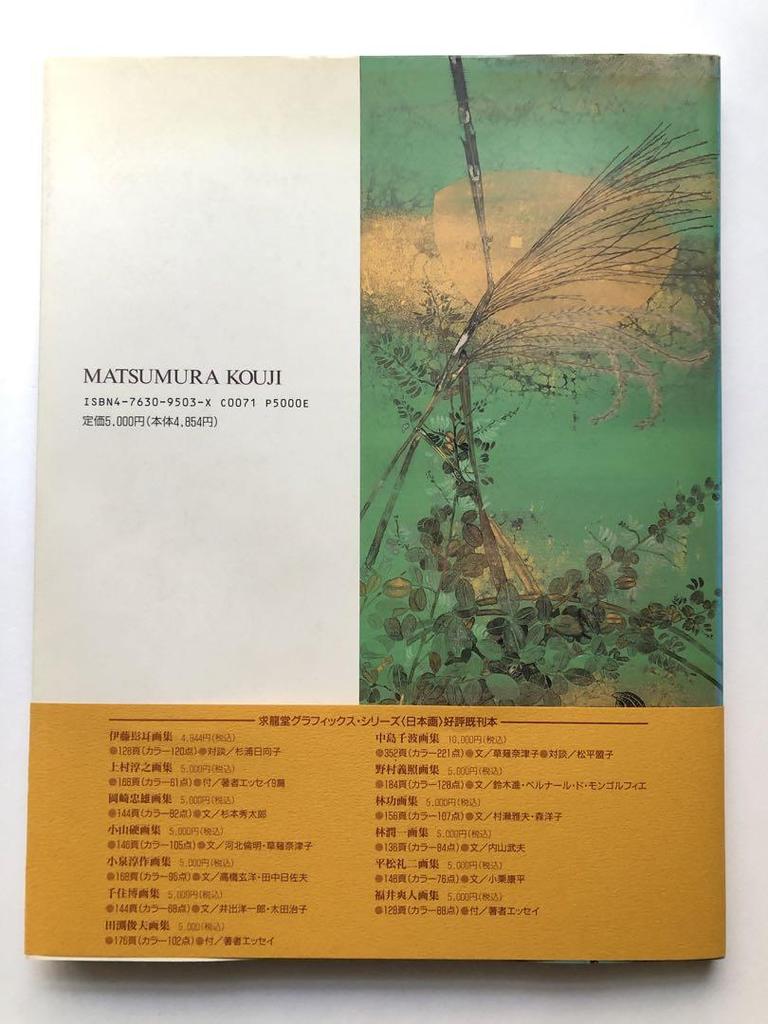 MATSUMURA KOUJI
ISBN4-7630-9503-X C0071 P5000E
定価5,000円(本体4,854円)
求龍堂グラフィックス・シリーズ〈日本画〉好評既刊本
伊藤髟耳画集 4,944円(税込)
●128頁(カラー120点)●対談／杉浦日向子
上村淳之画集 5,000円(税込)
●168頁(カラー61点)●付／著者エッセイ9篇
岡崎忠雄画集 5,000円(税込)
●144頁(カラー82点)●文／杉本秀太郎
小山硬画集 5,000円(税込)
●146頁(カラー105点)●文／河北倫明・草薙奈津子
小泉淳作画集 5,000円(税込)
●168頁(カラー95点)●文／高橋玄洋・田中日佐夫
千住博画集 5,000円(税込)
●144頁(カラー68点)●文／井出洋一郎・太田治子
田渕俊夫画集 5,000(税込)
●176頁(カラー102点)●付／著者エッセイ
中島千波画集 10,000円(税込)
●352頁(カラー221点)●文／草薙奈津子●対談／松平盟子
野村義照画集 5,000円(税込)
●184頁(カラー128点)●文／鈴木進・ベルナール・ド・モンゴルフィエ
林功画集 5,000円(税込)
●156頁(カラー107点)●文／村瀬雅夫・森洋子
林潤一画集 5,000円(税込)
●136頁(カラー84点)●文／内山武夫
平松礼二画集 5,000円(税込)
●148頁(カラー76点)●文／小栗康平
福井爽人画集 5,000円(税込)
●128頁(カラー88点)●付／著者エッセイ